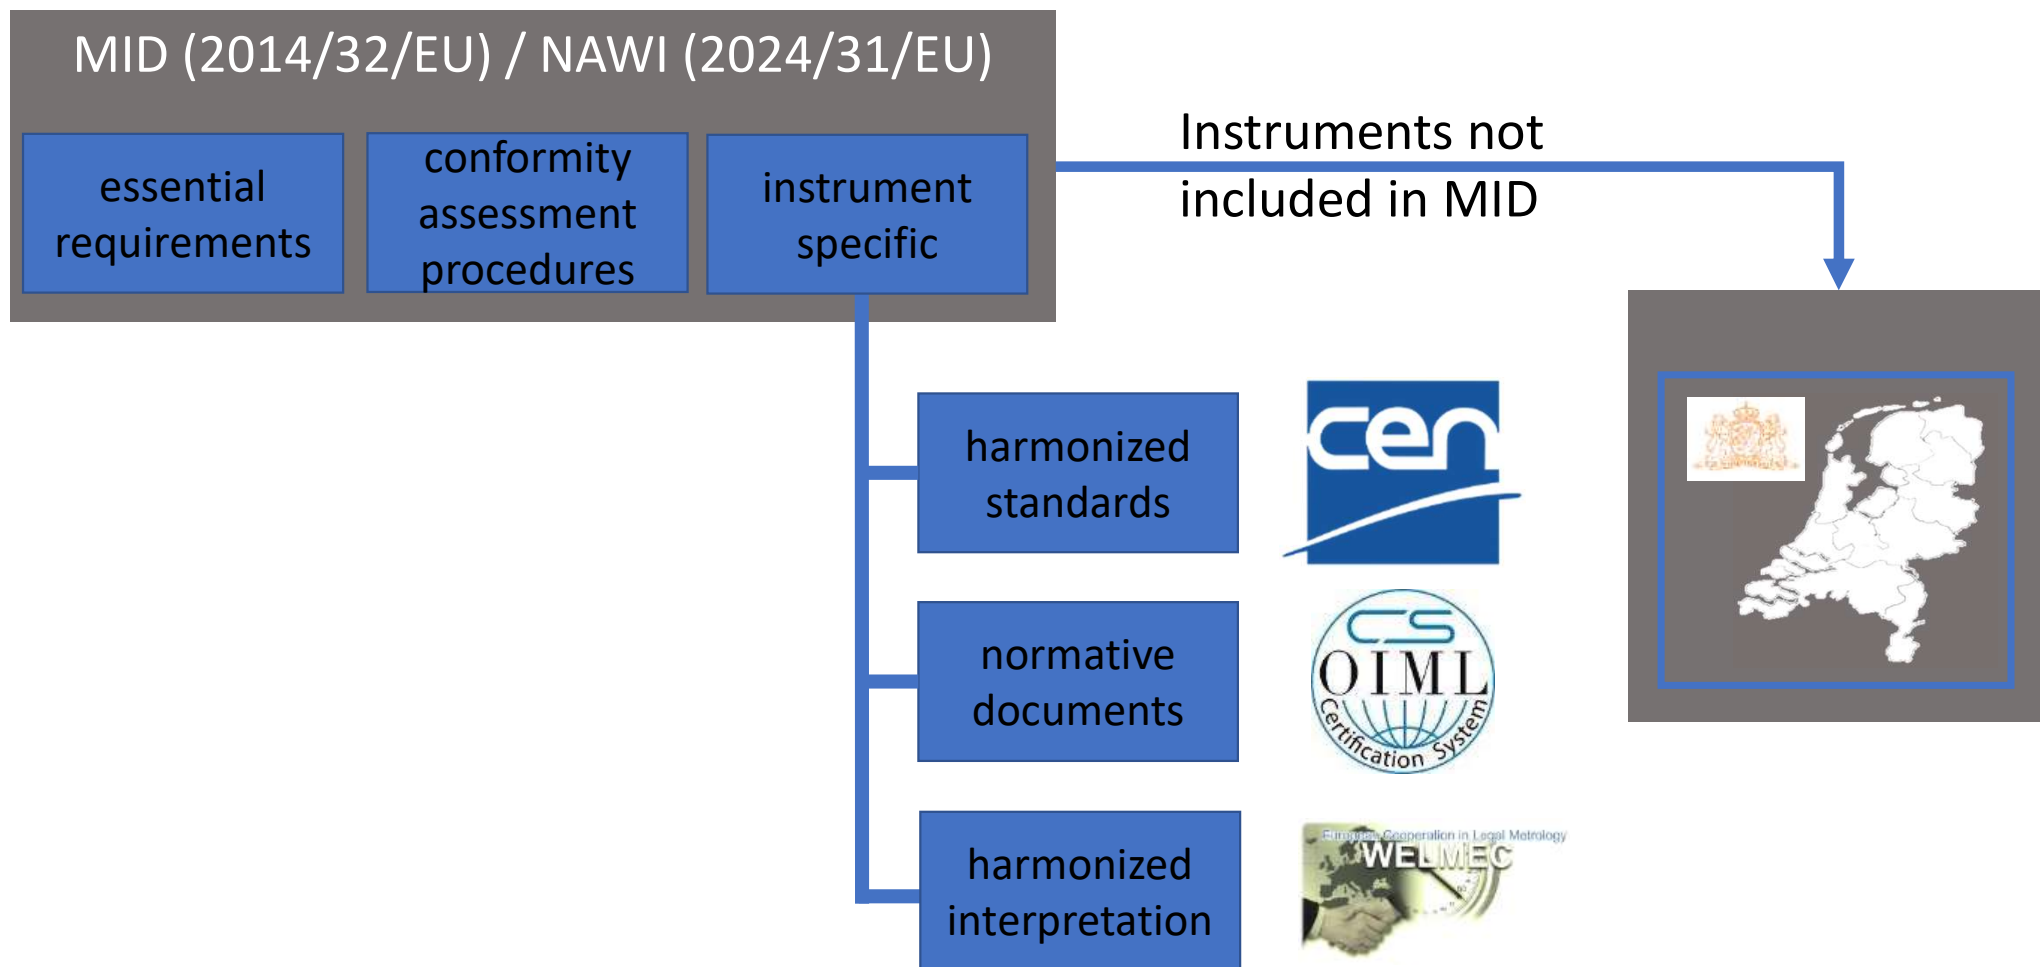 MID (2014/32/EU) / NAWI (2024/31/EU)
essential
requirements
conformity
assessment
procedures
instrument
specific
Instruments not
included in MID
harmonized
standards
cen
normative
documents
CS
OIML
Certification System
harmonized
interpretation
European Cooperation in Legal Metrology
WELMEC